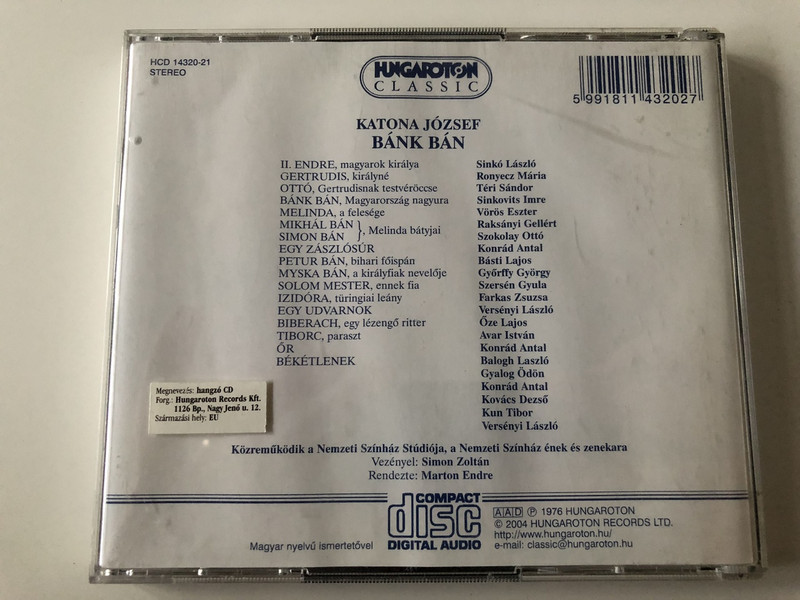 HCD 14320-21
STEREO
HUNGAROTON
CLASSIC
5 991811 432027
KATONA JÓZSEF
BÁNK BÁN
II. ENDRE, magyarok királya Sinkó László
GERTRUDIS, királyné Ronyecz Mária
OTTÓ, Gertrudisnak testvéröccse Téri Sándor
BÁNK BÁN, Magyarország nagyura Sinkovits Imre
MELINDA, a felesége Vörös Eszter
MIKHÁL BÁN Raksányi Gellért
}, Melinda bátyjai
SIMON BÁN Szokolay Ottó
EGY ZÁSZLÓSÚR Konrád Antal
PETUR BÁN, bihari főispán Básti Lajos
MYSKA BÁN, a királyfiak nevelője Győrffy György
SOLOM MESTER, ennek fia Szersén Gyula
IZIDÓRA, türingiai leány Farkas Zsuzsa
EGY UDVARNOK Versényi László
BIBERACH, egy lézengő ritter Őze Lajos
TIBORC, paraszt Avar István
ŐR Konrád Antal
BÉKÉTLENEK Balogh László
Gyalog Ödön
Konrád Antal
Kovács Dezső
Kun Tibor
Versényi László
Megnevezés: hangzó CD
Forg.: Hungaroton Records Kft.
1126 Bp., Nagy Jenő u. 12.
Származási hely: EU
Közreműködik a Nemzeti Színház Stúdiója, a Nemzeti Színház ének és zenekara
Vezényel: Simon Zoltán
Rendezte: Marton Endre
COMPACT
disc
DIGITAL AUDIO
AAD ℗ 1976 HUNGAROTON
© 2004 HUNGAROTON RECORDS LTD.
http://www.hungaroton.hu/
e-mail: classic@hungaroton.hu
Magyar nyelvű ismertetővel